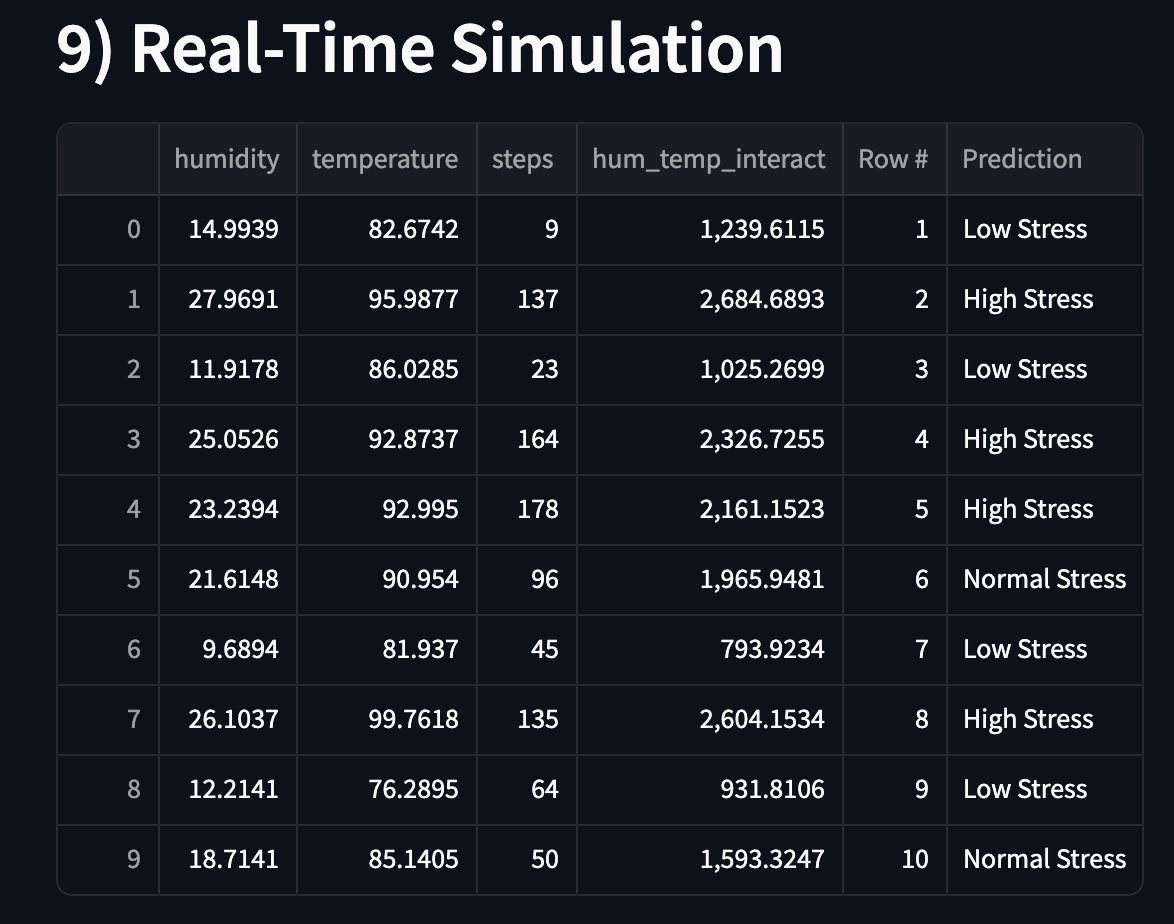 9) Real-Time Simulation
humidity temperature steps hum_temp_interact Row # Prediction
0 14.9939 82.6742 9 1,239.6115 1 Low Stress
1 27.9691 95.9877 137 2,684.6893 2 High Stress
2 11.9178 86.0285 23 1,025.2699 3 Low Stress
3 25.0526 92.8737 164 2,326.7255 4 High Stress
4 23.2394 92.995 178 2,161.1523 5 High Stress
5 21.6148 90.954 96 1,965.9481 6 Normal Stress
6 9.6894 81.937 45 793.9234 7 Low Stress
7 26.1037 99.7618 135 2,604.1534 8 High Stress
8 12.2141 76.2895 64 931.8106 9 Low Stress
9 18.7141 85.1405 50 1,593.3247 10 Normal Stress